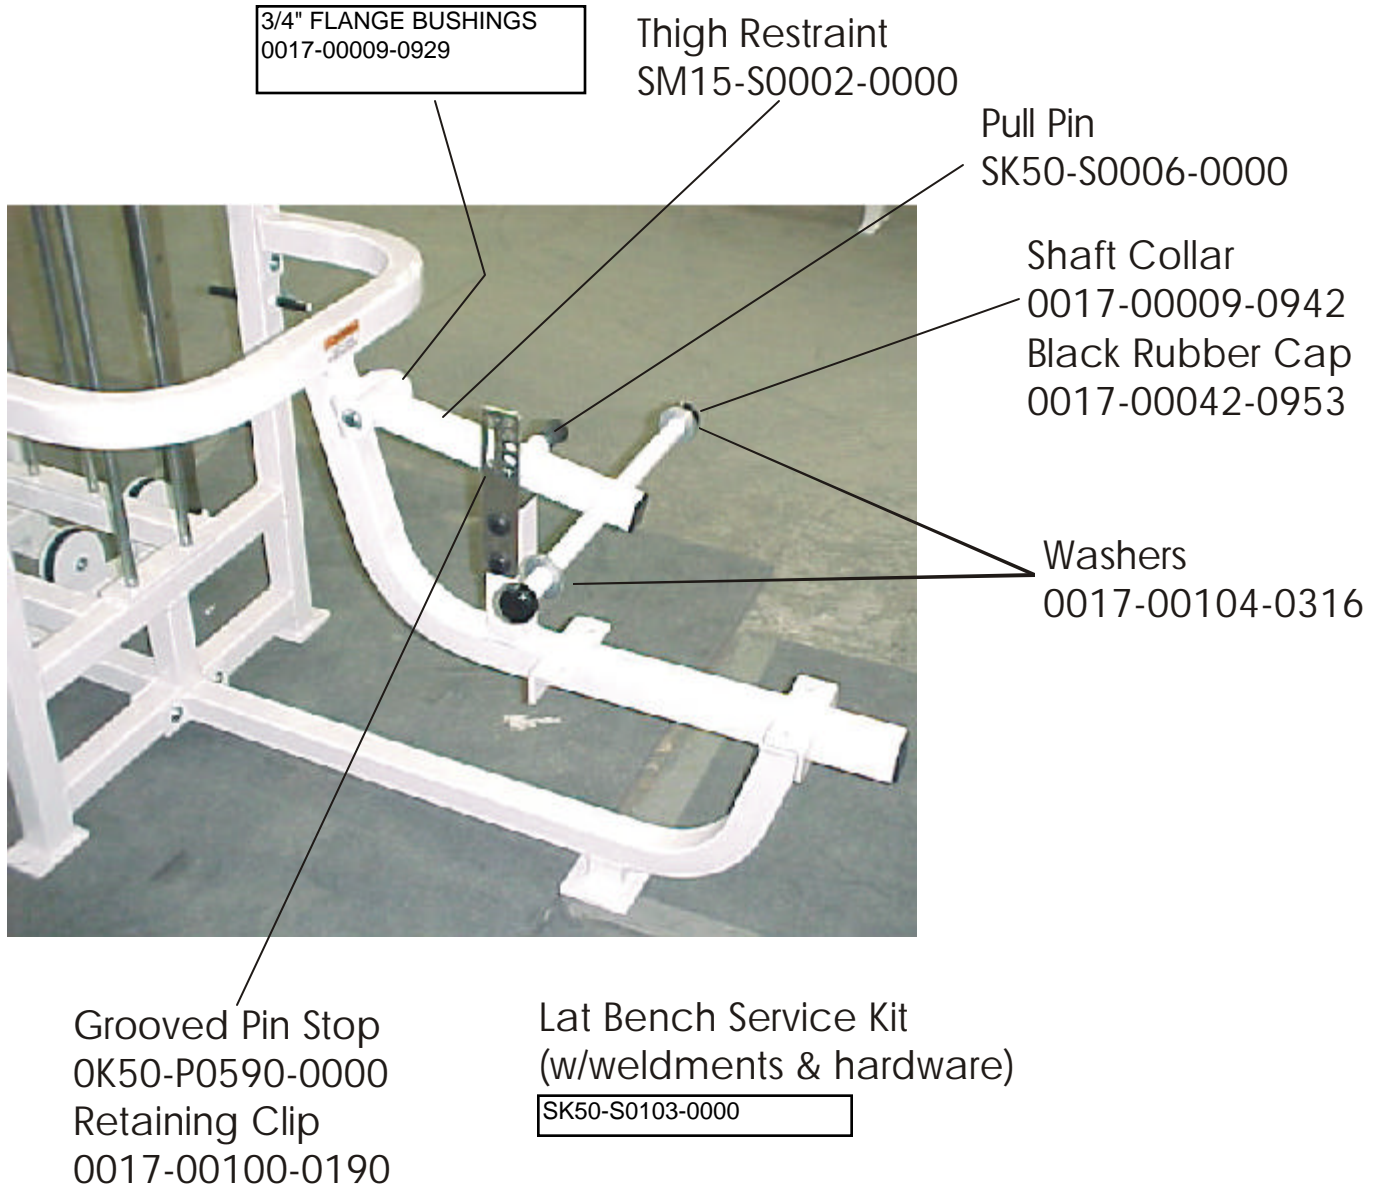 3/4" FLANGE BUSHINGS
0017-00009-0929
Thigh Restraint
SM15-S0002-0000
Pull Pin
SK50-S0006-0000
Shaft Collar
0017-00009-0942
Black Rubber Cap
0017-00042-0953
Washers
0017-00104-0316
Grooved Pin Stop
0K50-P0590-0000
Retaining Clip
0017-00100-0190
Lat Bench Service Kit
(w/weldments & hardware)
SK50-S0103-0000